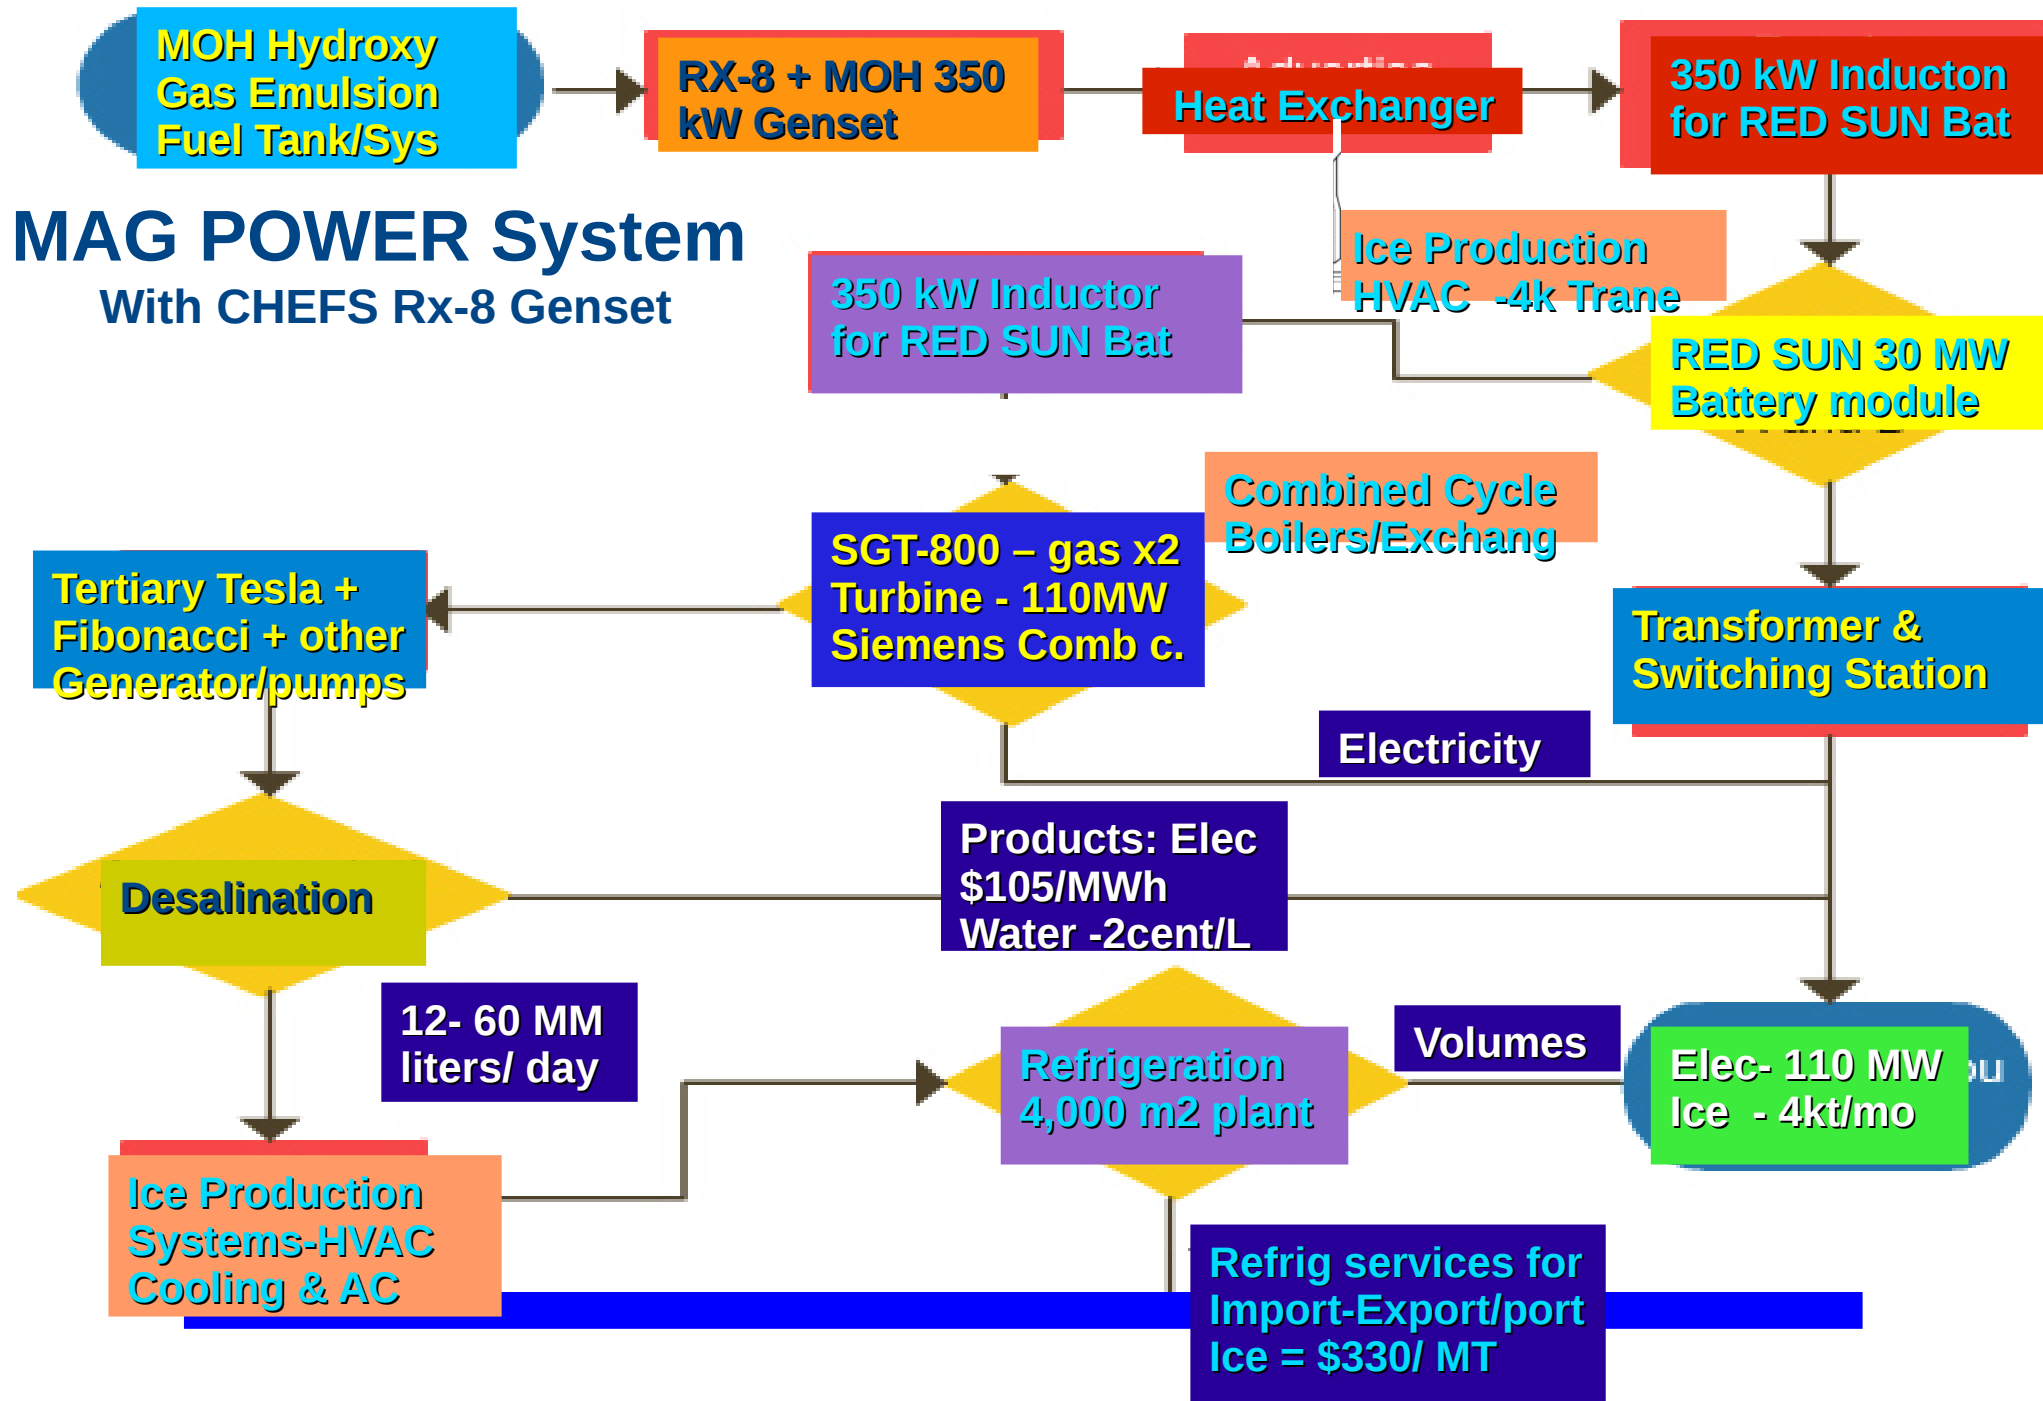 MOH Hydroxy
Gas Emulsion
Fuel Tank/Sys
RX-8 + MOH 350
kW Genset
Heat Exchanger
350 kW Inducton
for RED SUN Bat
MAG POWER System
With CHEFS Rx-8 Genset
Ice Production
HVAC -4k Trane
350 kW Inductor
for RED SUN Bat
RED SUN 30 MW
Battery module
Combined Cycle
Boilers/Exchang
SGT-800 – gas x2
Turbine - 110MW
Siemens Comb c.
Tertiary Tesla +
Fibonacci + other
Generator/pumps
Transformer &
Switching Station
Electricity
Products: Elec
$105/MWh
Water -2cent/L
Desalination
12- 60 MM
liters/ day
Refrigeration
4,000 m2 plant
Volumes
Elec- 110 MW
Ice - 4kt/mo
Ice Production
Systems-HVAC
Cooling & AC
Refrig services for
Import-Export/port
Ice = $330/ MT